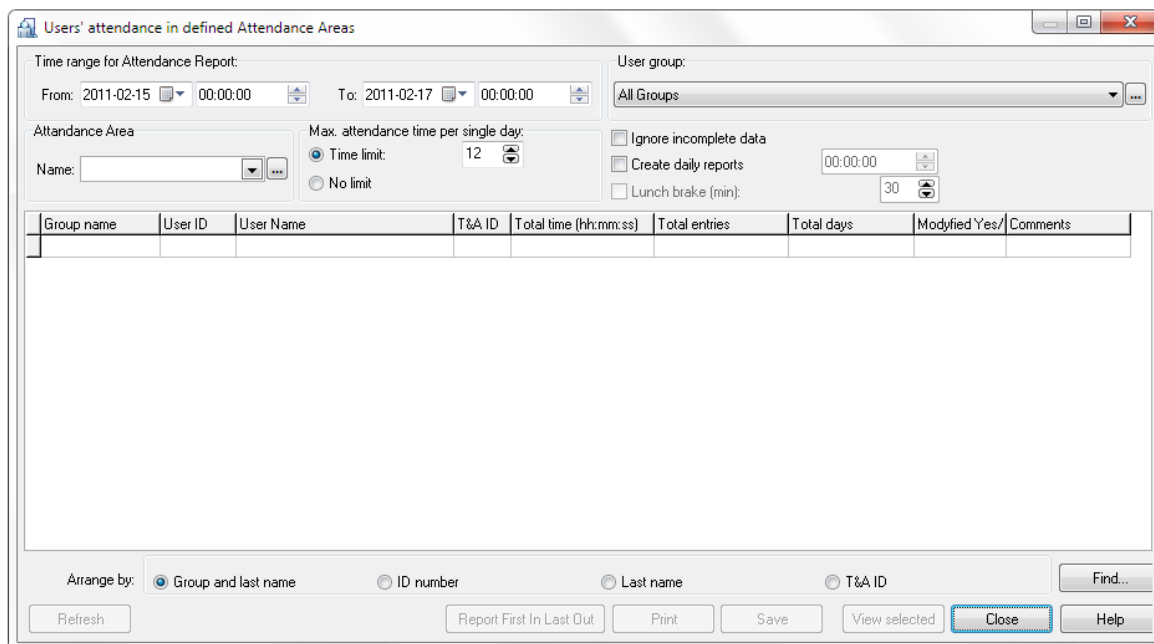 Users' attendance in defined Attendance Areas
Time range for Attendance Report:
From: 2011-02-15 00:00:00 To: 2011-02-17 00:00:00
User group:
All Groups
...
Attandance Area
Name:
...
Max. attendance time per single day:
Time limit: 12
No limit
Ignore incomplete data
Create daily reports 00:00:00
Lunch brake (min): 30
Group name User ID User Name T&A ID Total time (hh:mm:ss) Total entries Total days Modyfied Yes/ Comments
Arrange by: Group and last name ID number Last name T&A ID
Find...
Refresh Report First In Last Out Print Save View selected Close Help